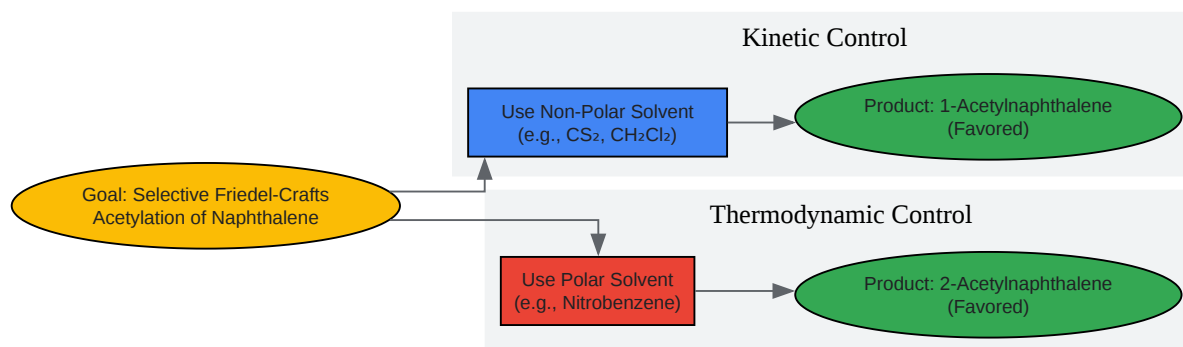 Kinetic Control
Use Non-Polar Solvent
(e.g., CS₂, CH₂Cl₂)
Product: 1-Acetylnaphthalene
(Favored)
Goal: Selective Friedel-Crafts
Acetylation of Naphthalene
Thermodynamic Control
Use Polar Solvent
(e.g., Nitrobenzene)
Product: 2-Acetylnaphthalene
(Favored)